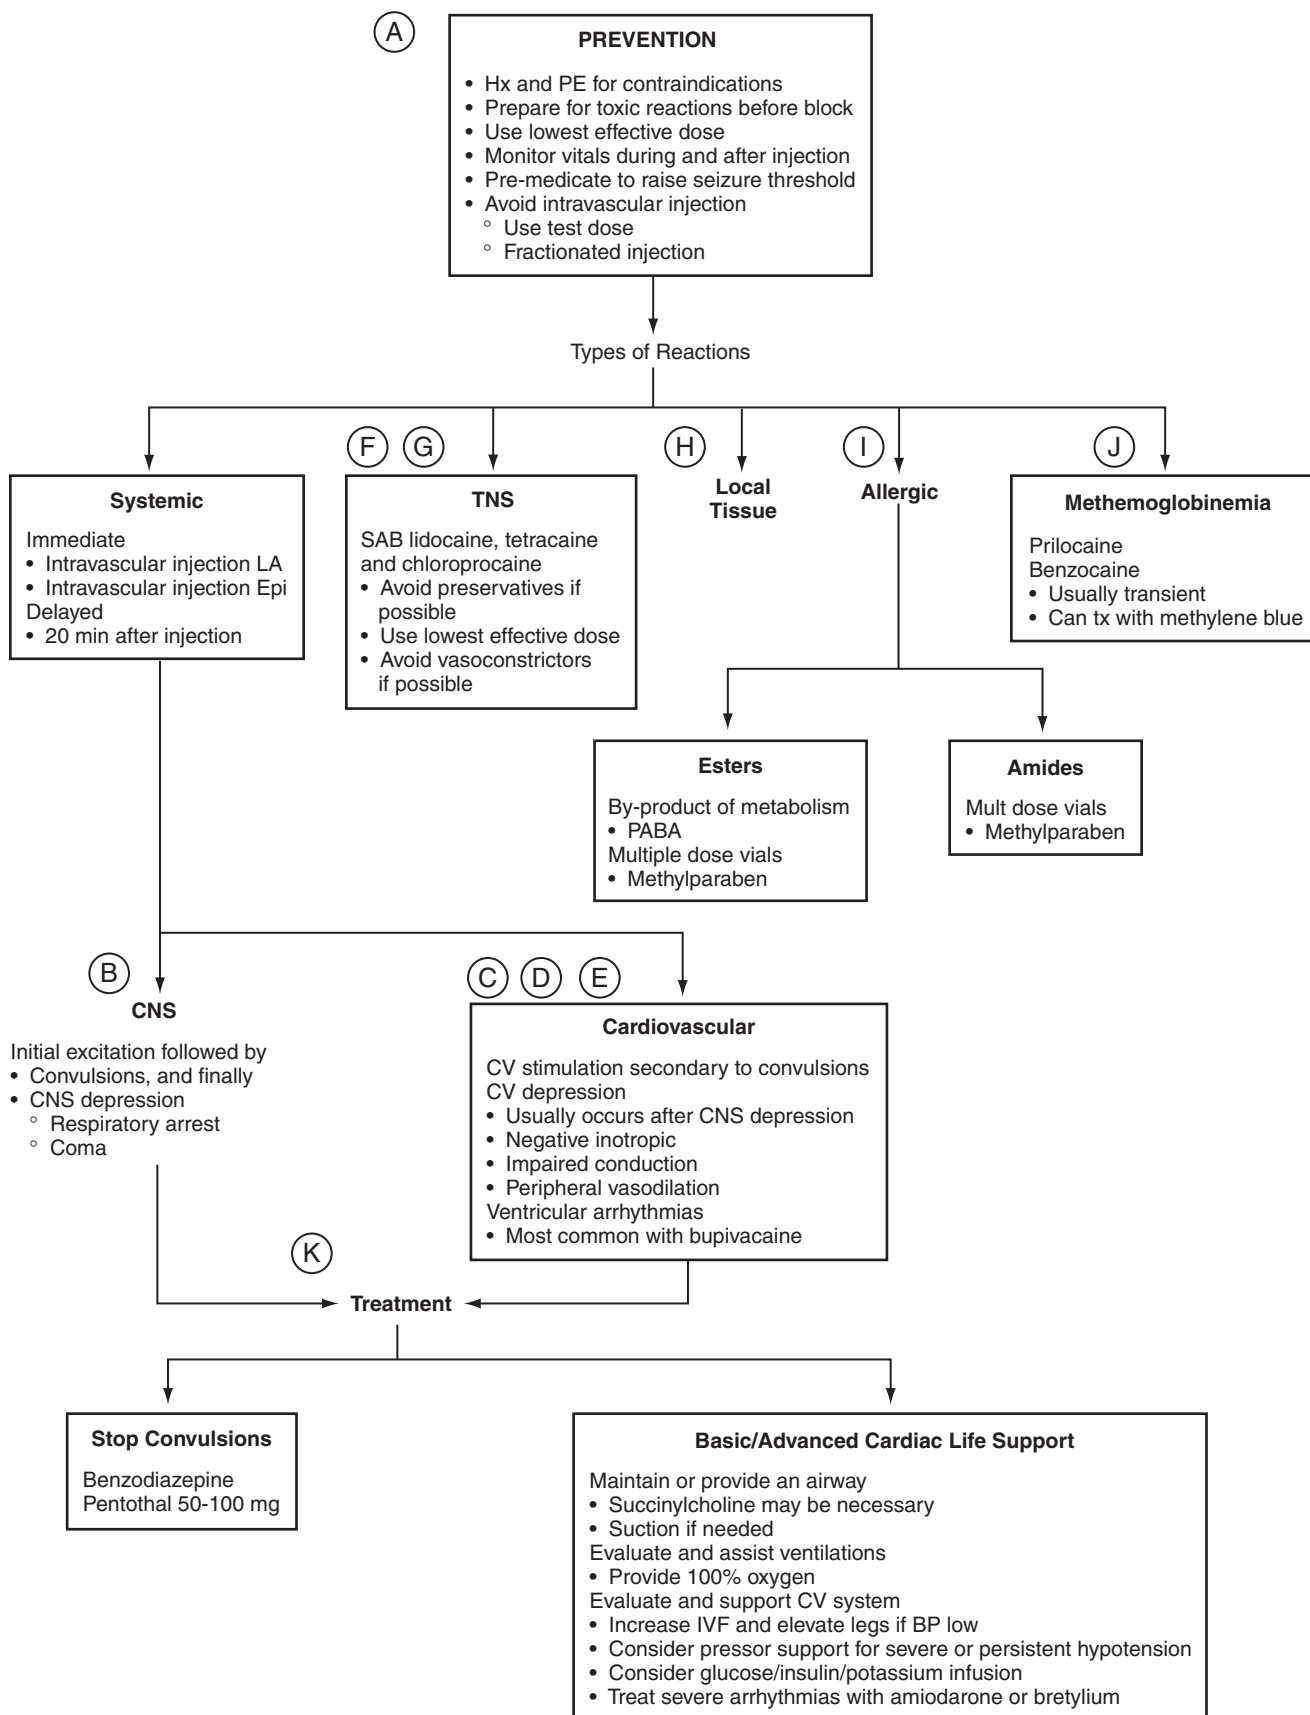 A
PREVENTION
• Hx and PE for contraindications
• Prepare for toxic reactions before block
• Use lowest effective dose
• Monitor vitals during and after injection
• Pre-medicate to raise seizure threshold
• Avoid intravascular injection
° Use test dose
° Fractionated injection
Types of Reactions
Systemic
Immediate
• Intravascular injection LA
• Intravascular injection Epi
Delayed
• 20 min after injection
F G
TNS
SAB lidocaine, tetracaine
and chloroprocaine
• Avoid preservatives if
possible
• Use lowest effective dose
• Avoid vasoconstrictors
if possible
H
Local
Tissue
I
Allergic
J
Methemoglobinemia
Prilocaine
Benzocaine
• Usually transient
• Can tx with methylene blue
Esters
By-product of metabolism
• PABA
Multiple dose vials
• Methylparaben
Amides
Mult dose vials
• Methylparaben
B
CNS
Initial excitation followed by
• Convulsions, and finally
• CNS depression
° Respiratory arrest
° Coma
C D E
Cardiovascular
CV stimulation secondary to convulsions
CV depression
• Usually occurs after CNS depression
• Negative inotropic
• Impaired conduction
• Peripheral vasodilation
Ventricular arrhythmias
• Most common with bupivacaine
K
Treatment
Stop Convulsions
Benzodiazepine
Pentothal 50-100 mg
Basic/Advanced Cardiac Life Support
Maintain or provide an airway
• Succinylcholine may be necessary
• Suction if needed
Evaluate and assist ventilations
• Provide 100% oxygen
Evaluate and support CV system
• Increase IVF and elevate legs if BP low
• Consider pressor support for severe or persistent hypotension
• Consider glucose/insulin/potassium infusion
• Treat severe arrhythmias with amiodarone or bretylium